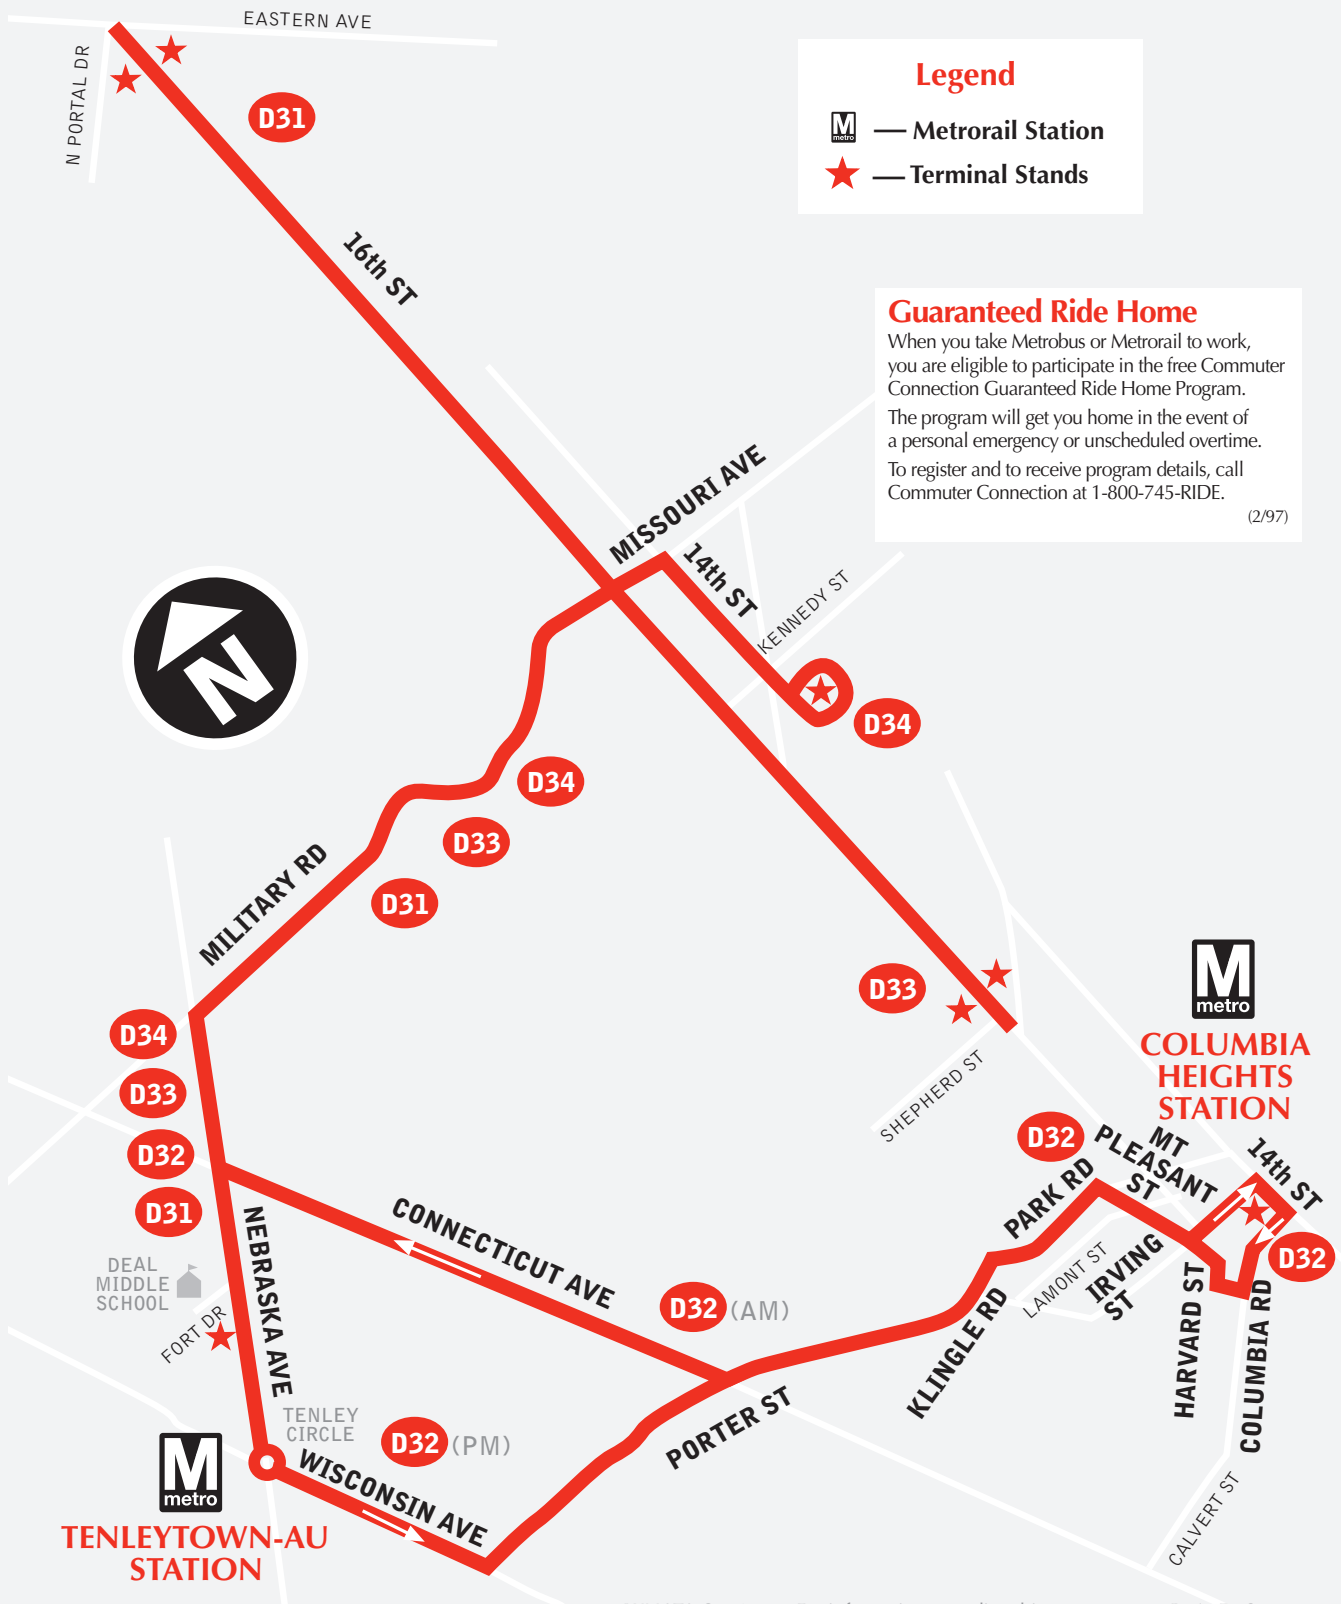 EASTERN AVE
N PORTAL DR
D31
Legend
M
metro
— Metrorail Station
— Terminal Stands
16th ST
Guaranteed Ride Home
When you take Metrobus or Metrorail to work,
you are eligible to participate in the free Commuter
Connection Guaranteed Ride Home Program.
The program will get you home in the event of
a personal emergency or unscheduled overtime.
To register and to receive program details, call
Commuter Connection at 1-800-745-RIDE.
(2/97)
MISSOURI AVE
14th ST
KENNEDY ST
N
D34
D34
D33
D31
MILITARY RD
D33
SHEPHERD ST
M
metro
COLUMBIA
HEIGHTS
STATION
D34
D33
D32
D31
D32
MT
PLEASANT
ST
14th ST
PARK RD
D32
LAMONT ST
IRVING
ST
HARVARD ST
COLUMBIA RD
CALVERT ST
KLINGLE RD
CONNECTICUT AVE
D32 (AM)
PORTER ST
DEAL
MIDDLE
SCHOOL
FORT DR
NEBRASKA AVE
TENLEY
CIRCLE
D32 (PM)
WISCONSIN AVE
M
metro
TENLEYTOWN-AU
STATION